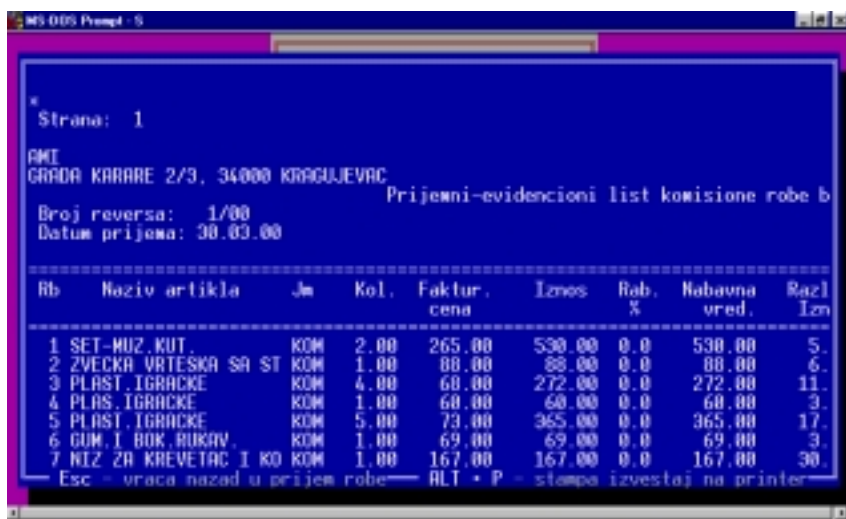 MS-DOS Prompt - S
*
Strana: 1
AMI
GRADA KARARE 2/3, 34000 KRAGUJEVAC
Prijemni-evidencioni list komisione robe b
Broj reversa: 1/00
Datum prijema: 30.03.00
Rb Naziv artikla Jm Kol. Faktur. Iznos Rab. Nabavna Razl
cena % vred. Izn
1 SET-MUZ.KUT. KOM 2.00 265.00 530.00 0.0 530.00 5.
2 ZVECKA VRTESKA SA ST KOM 1.00 88.00 88.00 0.0 88.00 6.
3 PLAST.IGRACKE KOM 4.00 68.00 272.00 0.0 272.00 11.
4 PLAS.IGRACKE KOM 1.00 60.00 60.00 0.0 60.00 3.
5 PLAST.IGRACKE KOM 5.00 73.00 365.00 0.0 365.00 17.
6 GUM.I BOK.RUKAV. KOM 1.00 69.00 69.00 0.0 69.00 3.
7 NIZ ZA KREVETAC I KO KOM 1.00 167.00 167.00 0.0 167.00 30.
Esc - vraca nazad u prijem robe ALT + P - stampa izvestaj na printer